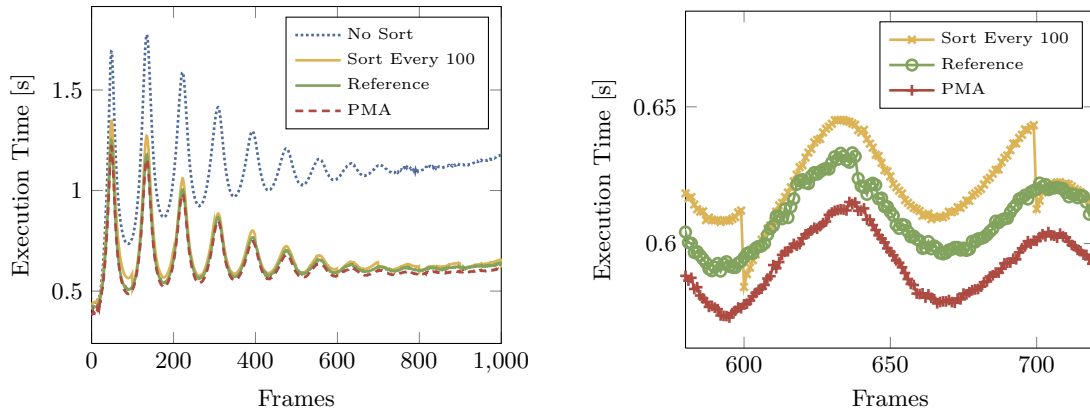 Execution Time [s]
1.5
1
0.5
0
200
400
600
800
1,000
Frames
No Sort
Sort Every 100
Reference
PMA
Execution Time [s]
0.65
0.6
600
650
700
Frames
Sort Every 100
Reference
PMA